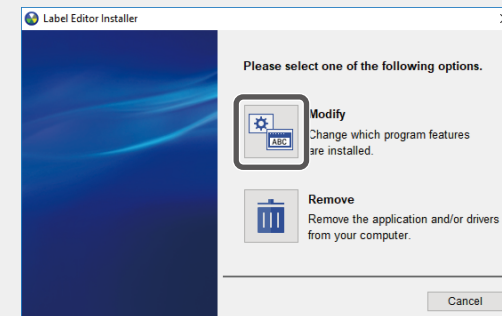 Label Editor Installer
Please select one of the following options.
ABC
Modify
Change which program features
are installed.
Remove
Remove the application and/or drivers
from your computer.
Cancel